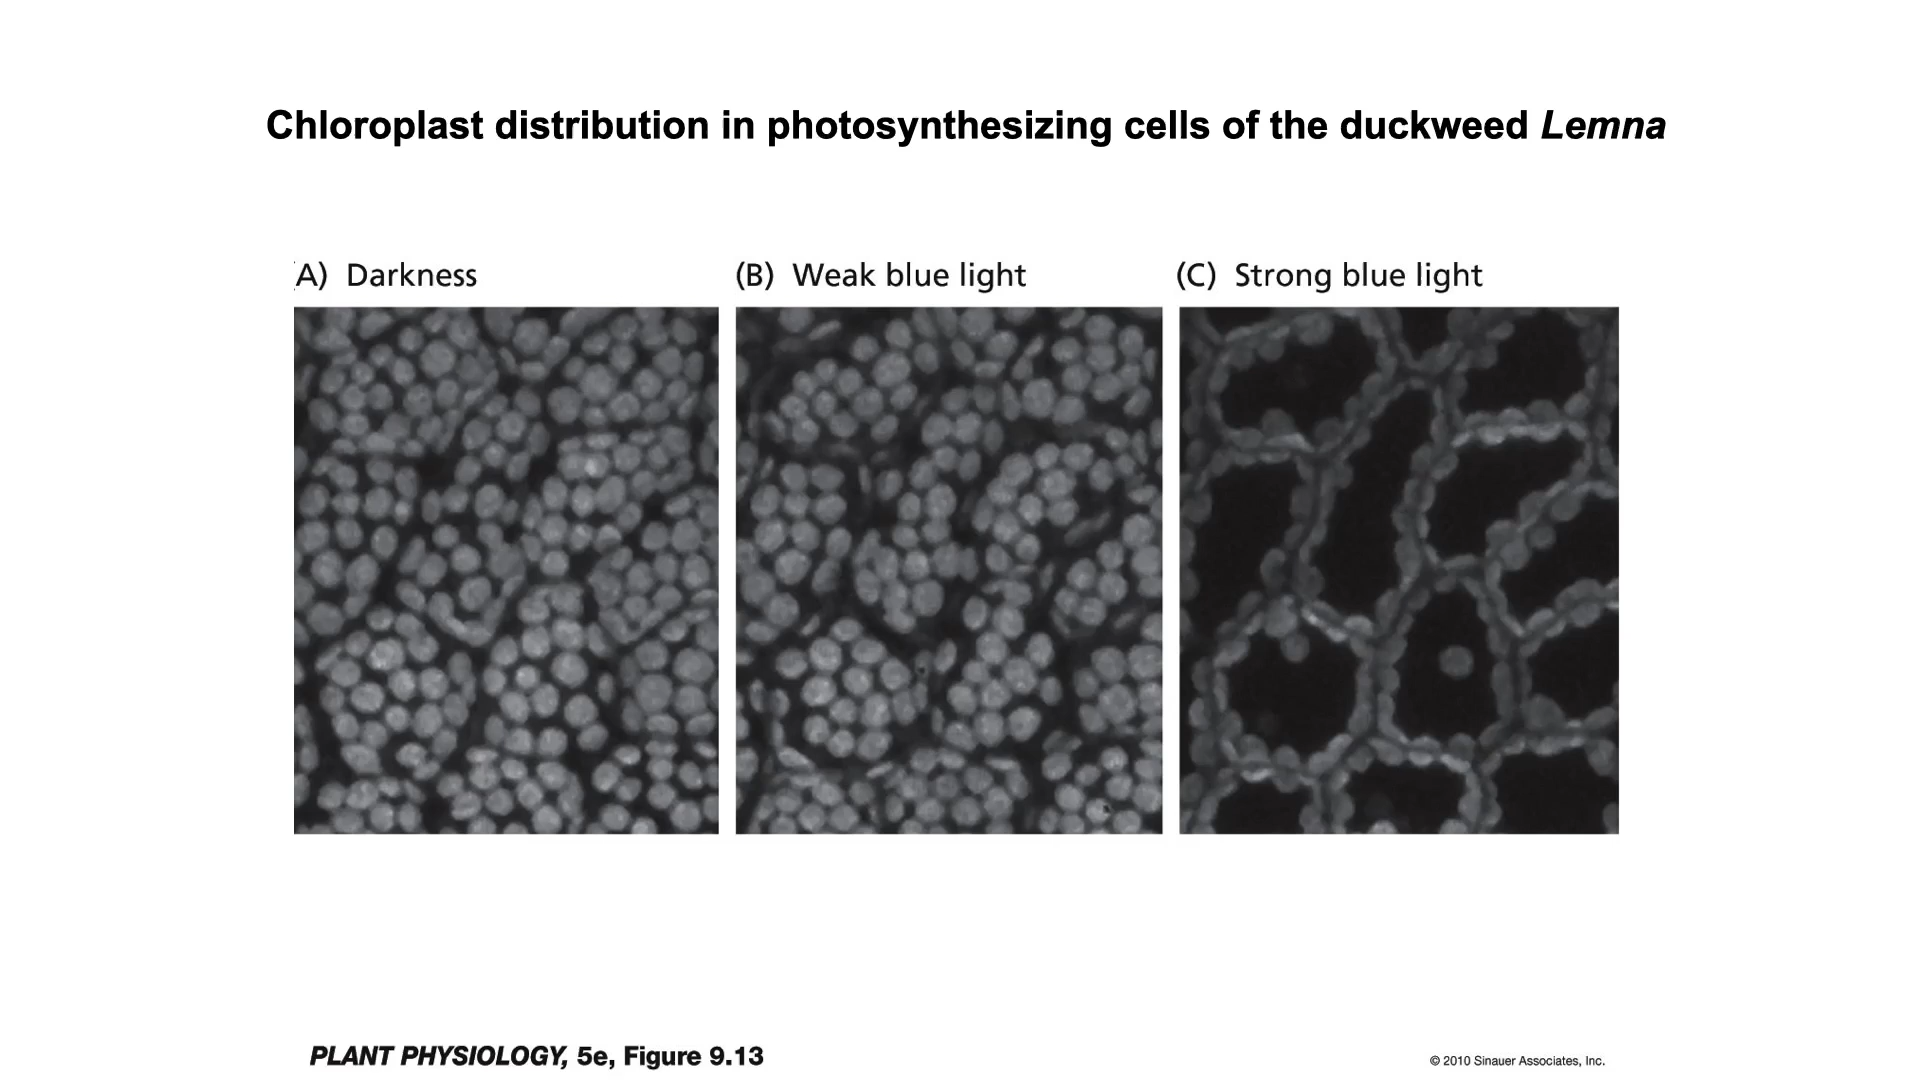 Chloroplast distribution in photosynthesizing cells of the duckweed Lemna
A) Darkness
(B) Weak blue light
(C) Strong blue light
PLANT PHYSIOLOGY, 5e, Figure 9.13
© 2010 Sinauer Associates, Inc.